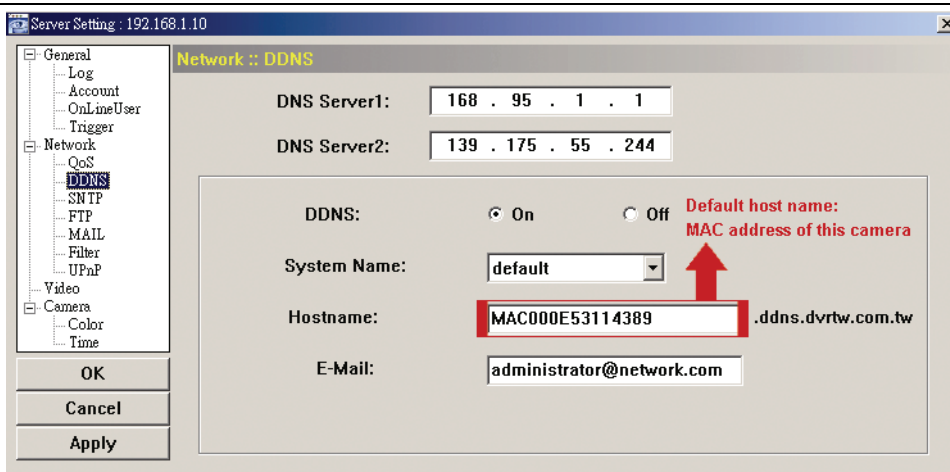 Server Setting : 192.168.1.10
General
Log
Account
OnLineUser
Trigger
Network
QoS
DDNS
SNTP
FTP
MAIL
Filter
UPnP
Video
Camera
Color
Time
OK
Cancel
Apply
Network :: DDNS
DNS Server1: 168 . 95 . 1 . 1
DNS Server2: 139 . 175 . 55 . 244
DDNS: On Off
Default host name:
MAC address of this camera
System Name: default
Hostname: MAC000E53114389 .ddns.dvrtw.com.tw
E-Mail: administrator@network.com